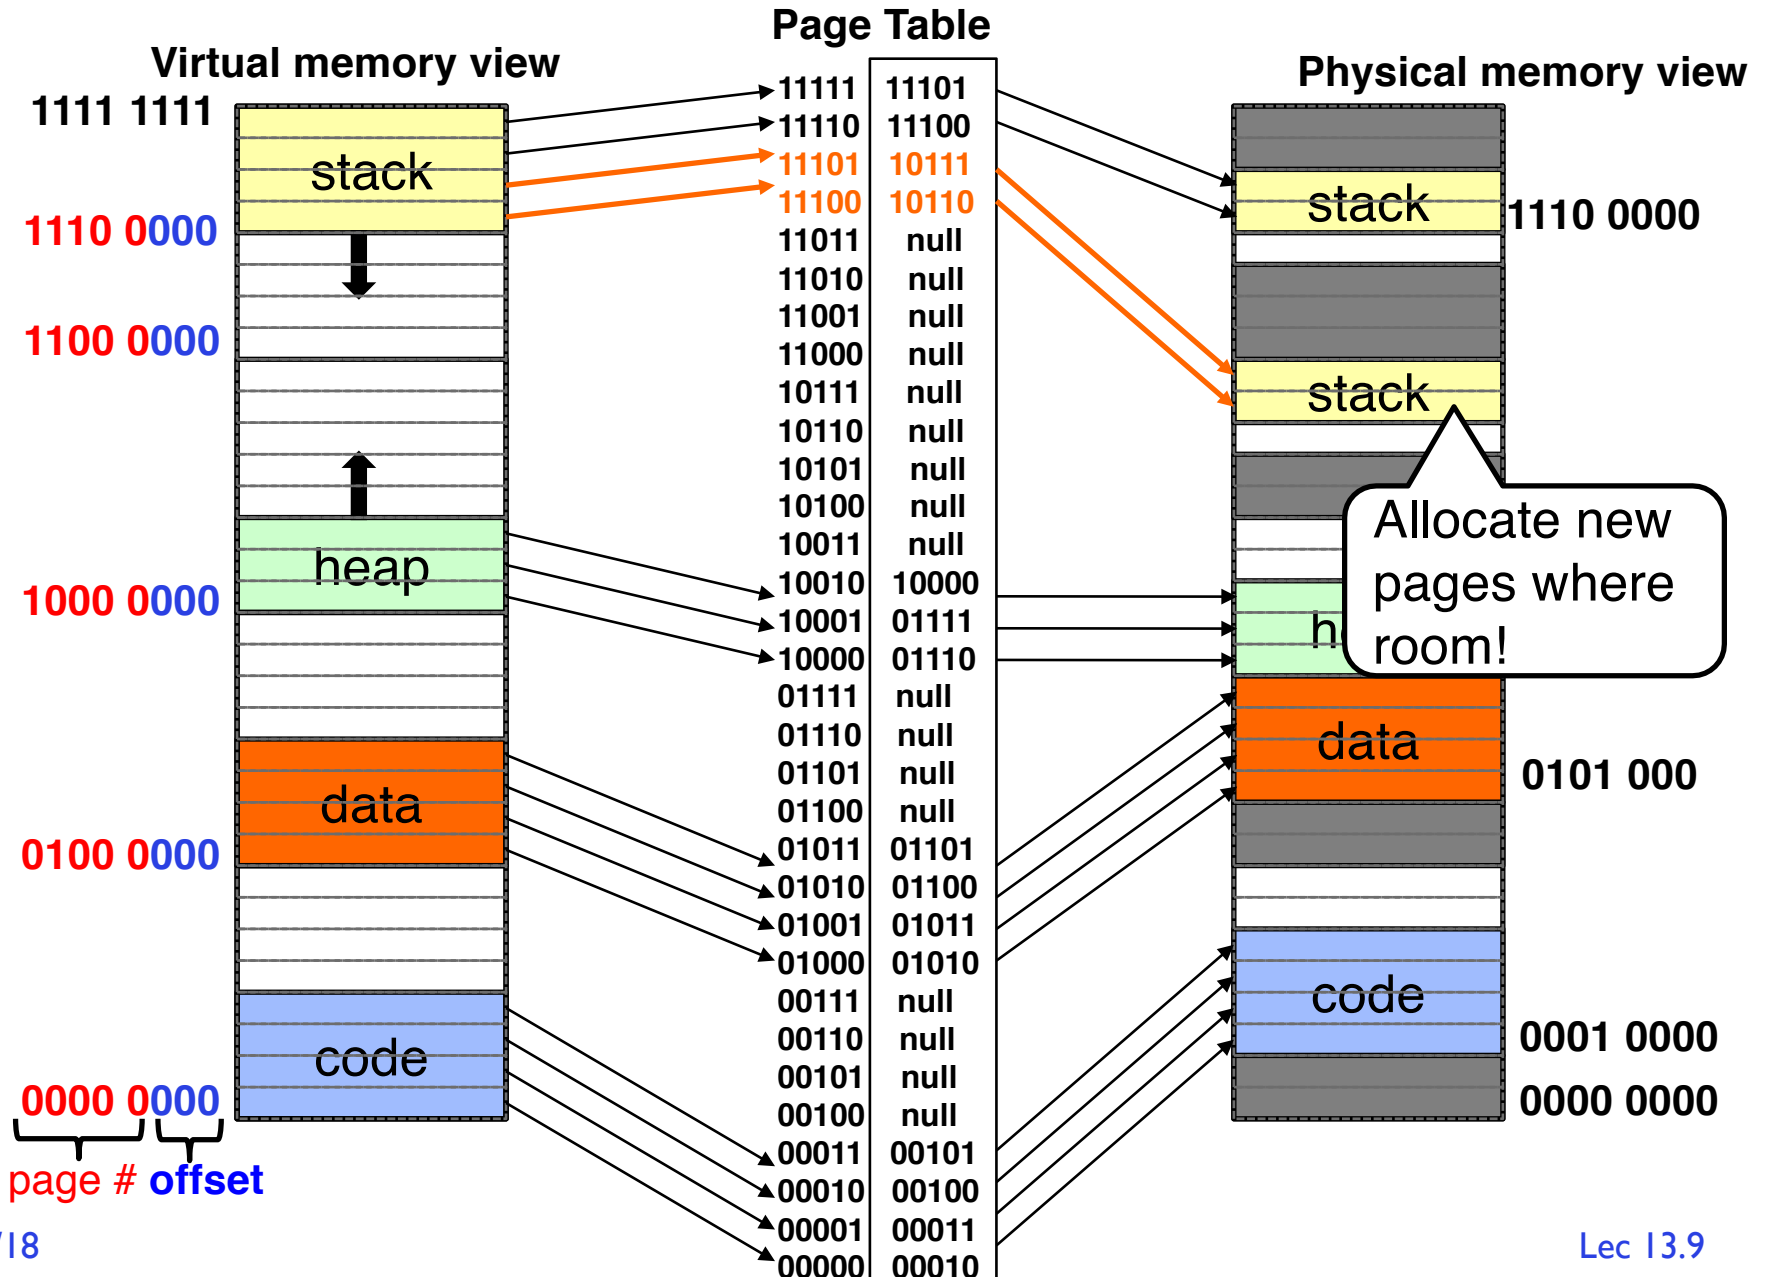 Page Table
Virtual memory view
Physical memory view
1111 1111
stack
1110 0000
1100 0000
heap
1000 0000
data
0100 0000
code
0000 0000
page # offset
11111 11101
11110 11100
11101 10111
11100 10110
11011 null
11010 null
11001 null
11000 null
10111 null
10110 null
10101 null
10100 null
10011 null
10010 10000
10001 01111
10000 01110
01111 null
01110 null
01101 null
01100 null
01011 01101
01010 01100
01001 01011
01000 01010
00111 null
00110 null
00101 null
00100 null
00011 00101
00010 00100
00001 00011
00000 00010
stack
1110 0000
stack
Allocate new
pages where
room!
data
0101 000
code
0001 0000
0000 0000
/18
Lec 13.9